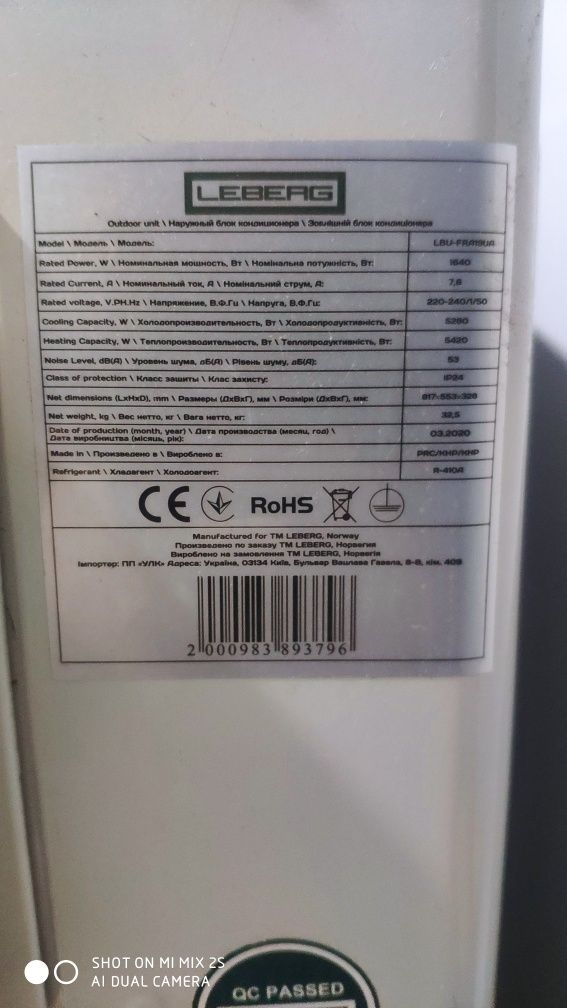 LEBERG
Outdoor unit \ Наружный блок кондиционера \ Зовнішній блок кондиціонера
Model \ Модель \ Модель: LBU-FRA19UA
Rated Power, W \ Номинальная мощность, Вт \ Номінальна потужність, Вт: 1640
Rated Current, A \ Номинальный ток, А \ Номінальний струм, А: 7,6
Rated voltage, V.PH.Hz \ Напряжение, В.Ф.Гц \ Напруга, В.Ф.Гц: 220-240/1/50
Cooling Capacity, W \ Холодопроизводительность, Вт \ Холодопродуктивність, Вт: 5280
Heating Capacity, W \ Теплопроизводительность, Вт \ Теплопродуктивність, Вт: 5420
Noise Level, dB(A) \ Уровень шума, дБ(А) \ Рівень шуму, дБ(А): 53
Class of protection \ Класс защиты \ Клас захисту: IP24
Net dimensions (LxHxD), mm \ Размеры (ДхВхГ), мм \ Розміри (ДхВхГ), мм: 817×553×328
Net weight, kg \ Вес нетто, кг \ Вага нетто, кг: 32,5
Date of production (month, year) \ Дата производства (месяц, год) \
Дата виробництва (місяць, рік): 03.2020
Made in \ Произведено в \ Вироблено в: PRC/КНР/КНР
Refrigerant \ Хладагент \ Холодоагент: R-410A
CE RoHS
Manufactured for TM LEBERG, Norway
Произведено по заказу ТМ LEBERG, Норвегия
Вироблено на замовлення ТМ LEBERG, Норвегія
Імпортер: ПП «УЛК» Адреса: Україна, 03134 Київ, Бульвар Вацлава Гавела, 6-8, кім. 409
2 000983 893796
QC PASSED
SHOT ON MI MIX 2S
AI DUAL CAMERA